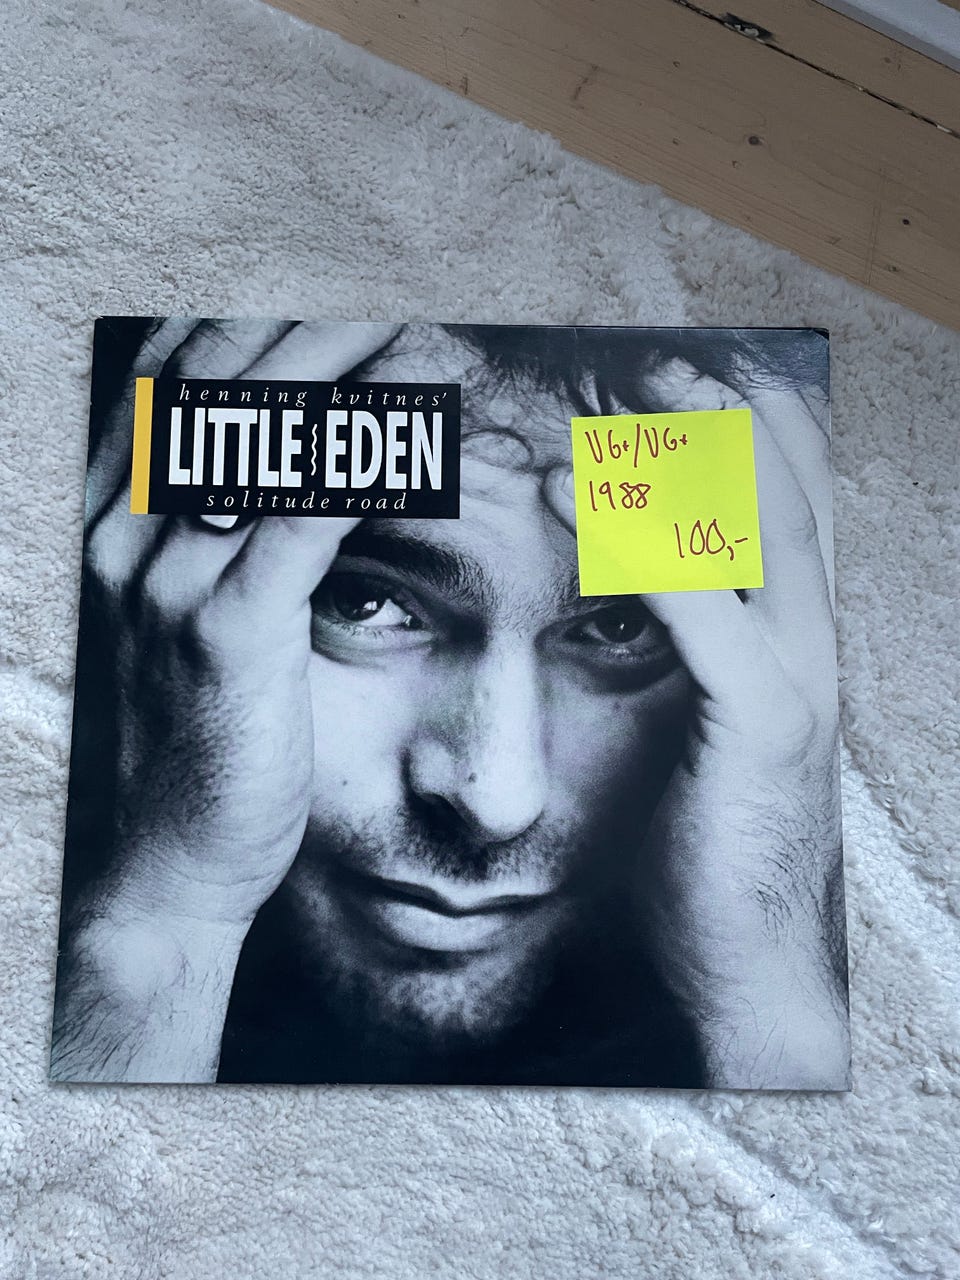 henning kvitnes'
LITTLE EDEN
solitude road
VG+/VG+
1988
100,-